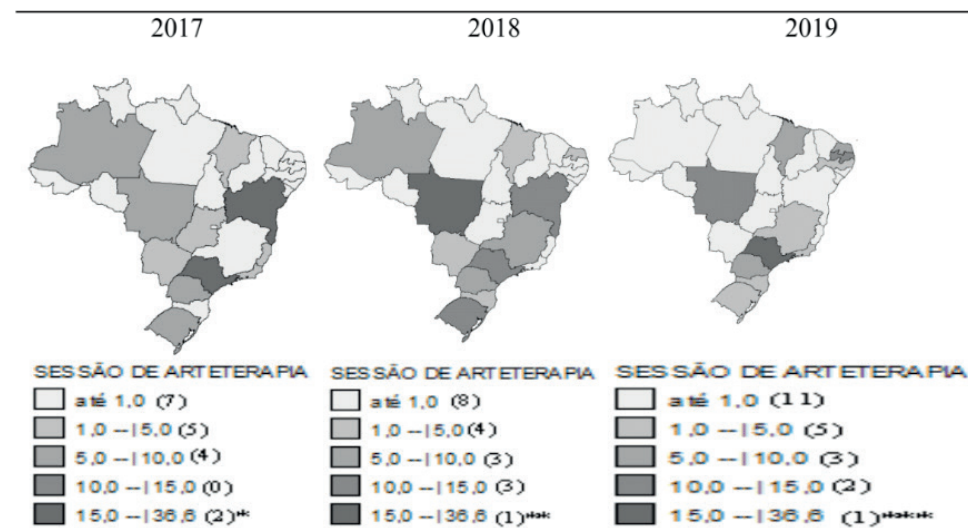 2017 2018 2019
SESSÃO DE ARTETERAPIA
até 1,0 (7)
1,0 --| 5,0 (5)
5,0 --| 10,0 (4)
10,0 --| 15,0 (0)
15,0 --| 36,6 (2)*
SESSÃO DE ARTETERAPIA
até 1,0 (8)
1,0 --| 5,0 (4)
5,0 --| 10,0 (3)
10,0 --| 15,0 (3)
15,0 --| 36,6 (1)***
SESSÃO DE ARTETERAPIA
até 1,0 (11)
1,0 --| 5,0 (5)
5,0 --| 10,0 (3)
10,0 --| 15,0 (2)
15,0 --| 36,6 (1)****